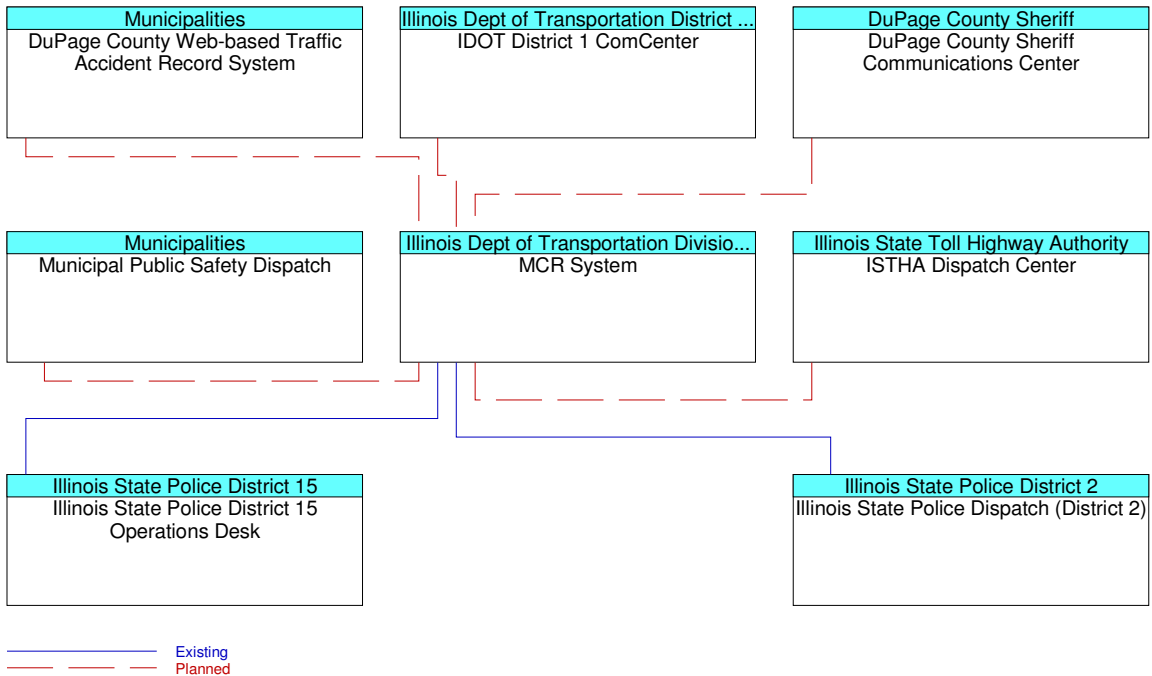 Municipalities
DuPage County Web-based Traffic
Accident Record System
Illinois Dept of Transportation District ...
IDOT District 1 ComCenter
DuPage County Sheriff
DuPage County Sheriff
Communications Center
Municipalities
Municipal Public Safety Dispatch
Illinois Dept of Transportation Divisio...
MCR System
Illinois State Toll Highway Authority
ISTHA Dispatch Center
Illinois State Police District 15
Illinois State Police District 15
Operations Desk
Illinois State Police District 2
Illinois State Police Dispatch (District 2)
Existing
Planned